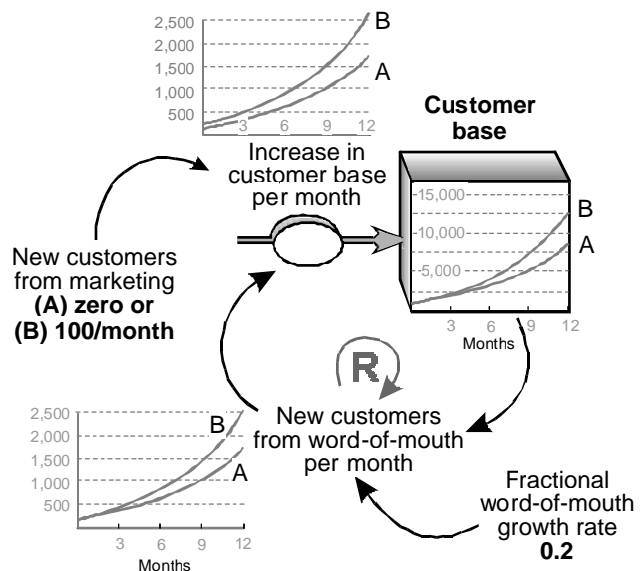 2,500
2,000
1,500
1,000
500
3
6
9
12
B
A
Increase in
customer base
per month
Customer
base
15,000
10,000
5,000
B
A
3
6
9
12
Months
New customers
from marketing
(A) zero or
(B) 100/month
R
New customers
from word-of-mouth
per month
2,500
2,000
1,500
1,000
500
B
A
3
6
9
12
Months
Fractional
word-of-mouth
growth rate
0.2